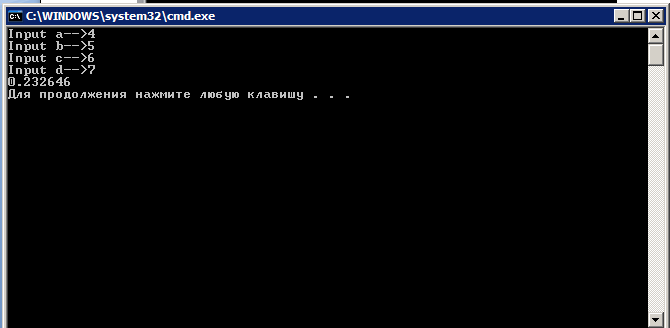 C:\WINDOWS\system32\cmd.exe
Input a-->4
Input b-->5
Input c-->6
Input d-->7
0.232646
Для продолжения нажмите любую клавишу . . .